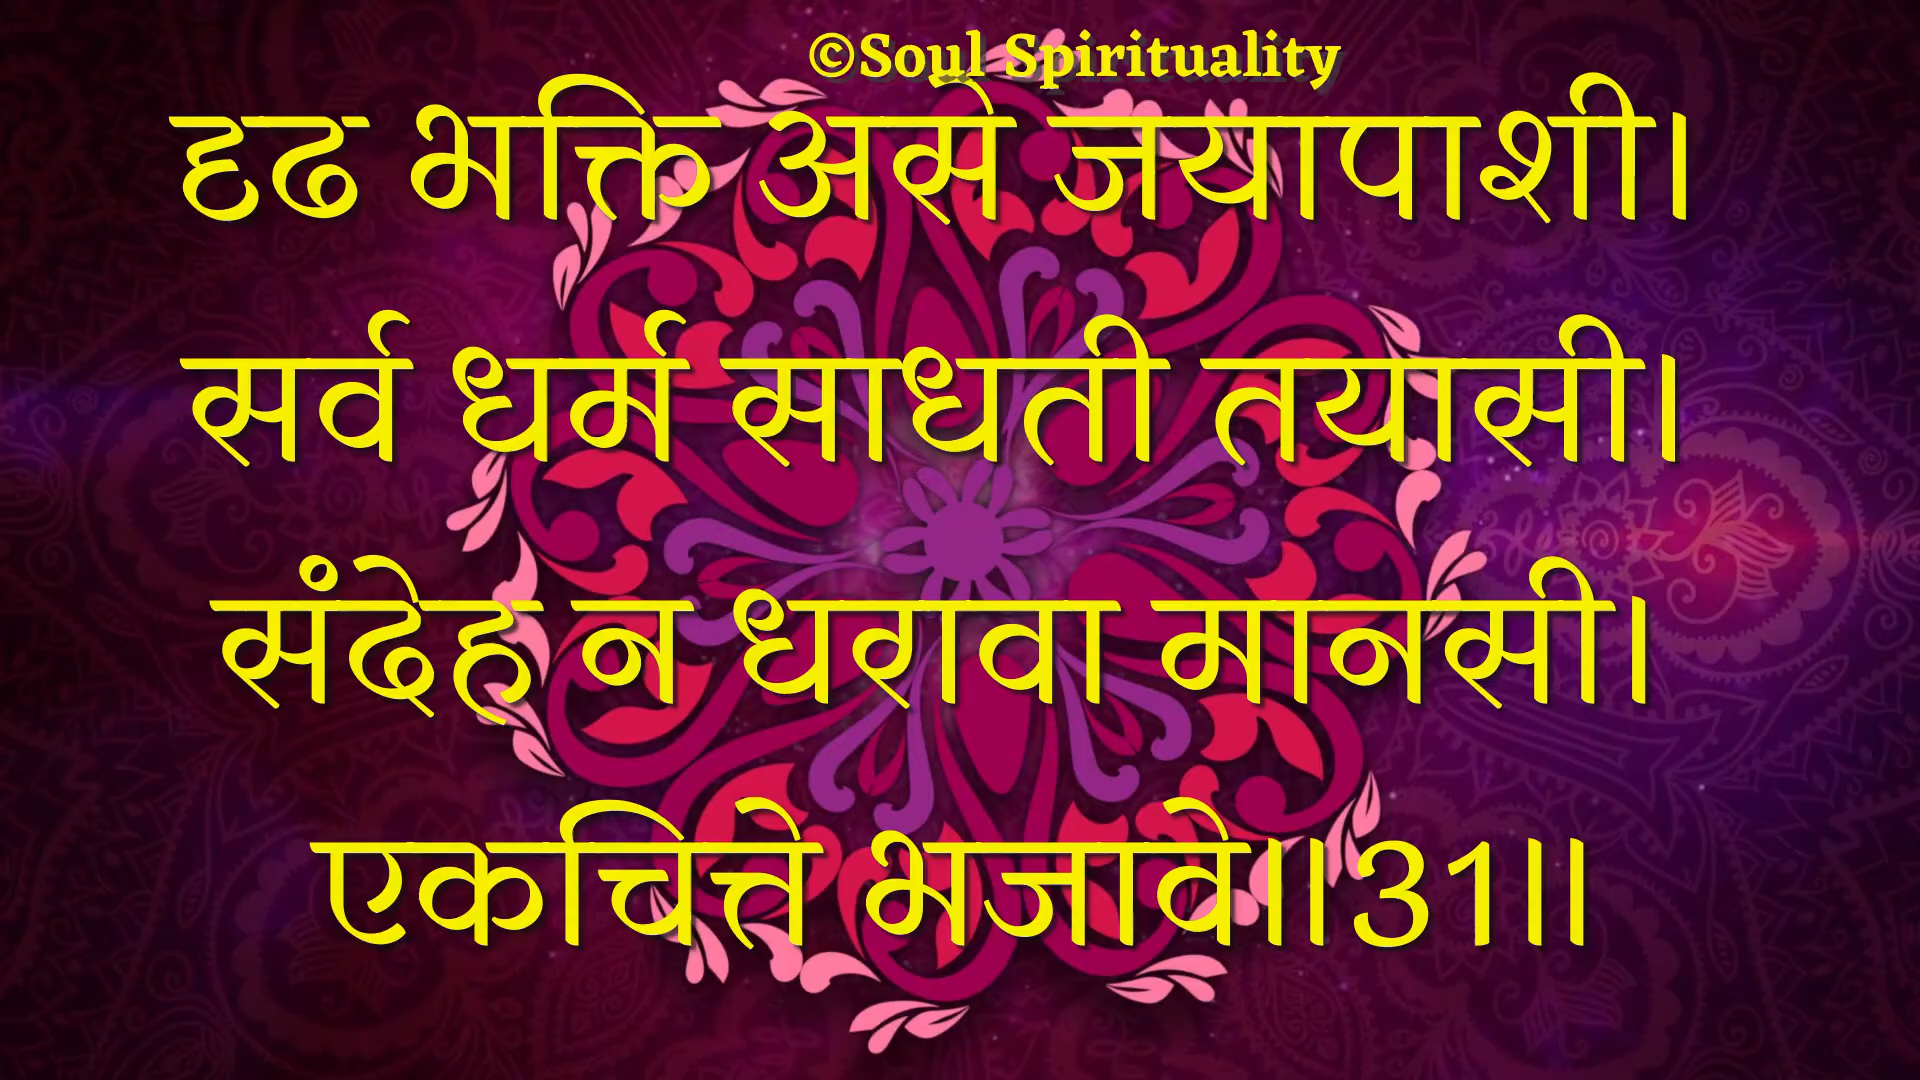 ©Soul Spirituality
दृढ भक्ति असे जयापाशी।
सर्व धर्म साधती तयासी।
संदेह न धरावा मानसी।
एकचित्ते भजावे।।31।।